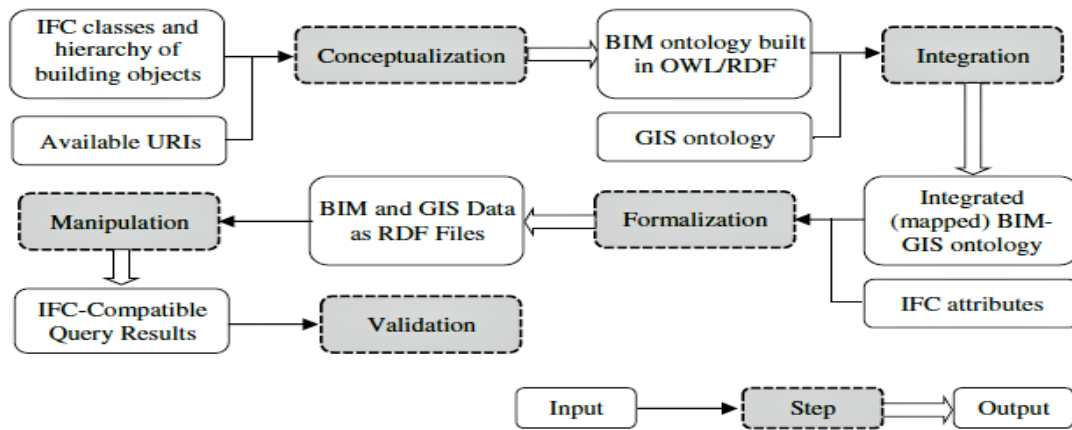 IFC classes and
hierarchy of
building objects
Available URIs
Conceptualization
BIM ontology built
in OWL/RDF
GIS ontology
Integration
Integrated
(mapped) BIM-
GIS ontology
IFC attributes
Formalization
BIM and GIS Data
as RDF Files
Manipulation
IFC-Compatible
Query Results
Validation
Input
Step
Output